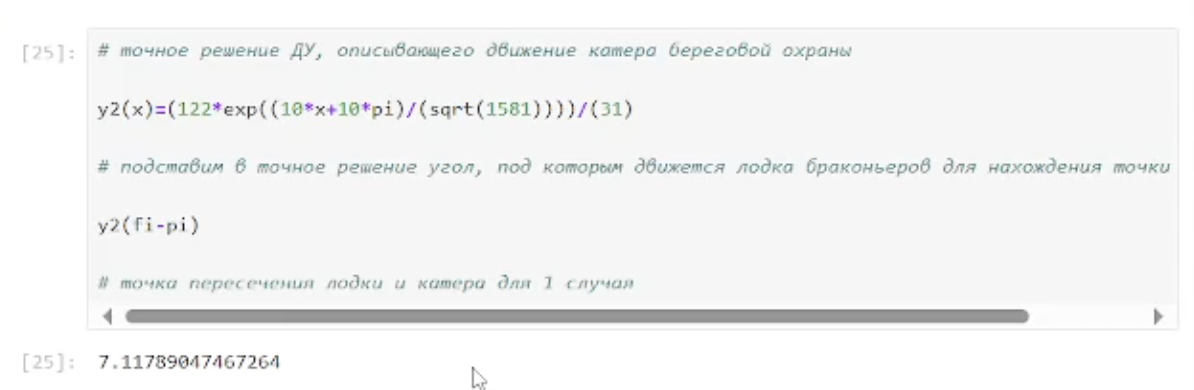 [25]: # точное решение ДУ, описывающего движение катера береговой охраны
y2(x)=(122*exp((10*x+10*pi)/(sqrt(1581))))/(31)
# подставим в точное решение угол, под которым движется лодка браконьеров для нахождения точки
y2(fi-pi)
# точка пересечения лодки и катера для 1 случая
[25]: 7.11789047467264